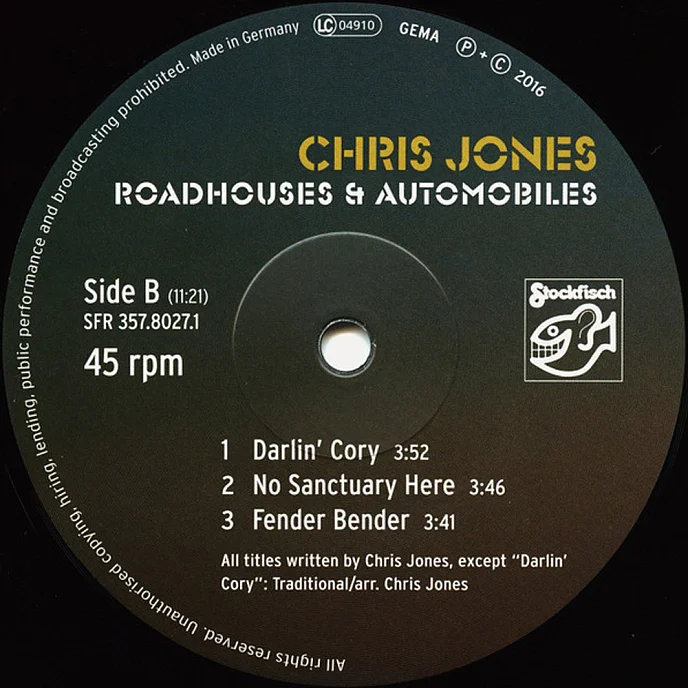 All rights reserved. Unauthorised copying, hiring, lending, public performance and broadcasting prohibited. Made in Germany LC 04910 GEMA P + C 2016
CHRIS JONES
ROADHOUSES & AUTOMOBILES
Side B (11:21)
SFR 357.8027.1
45 rpm
Stockfisch
1 Darlin' Cory 3:52
2 No Sanctuary Here 3:46
3 Fender Bender 3:41
All titles written by Chris Jones, except "Darlin'
Cory": Traditional/arr. Chris Jones